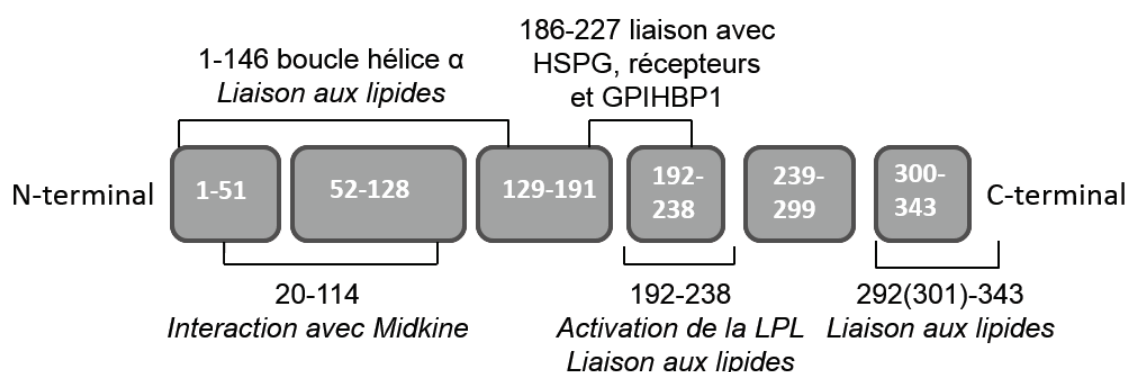 1-146 boucle hélice α
Liaison aux lipides
186-227 liaison avec
HSPG, récepteurs
et GPIHBP1
N-terminal
1-51
52-128
129-191
192-
238
239-
299
300-
343
C-terminal
20-114
Interaction avec Midkine
192-238
Activation de la LPL
Liaison aux lipides
292(301)-343
Liaison aux lipides